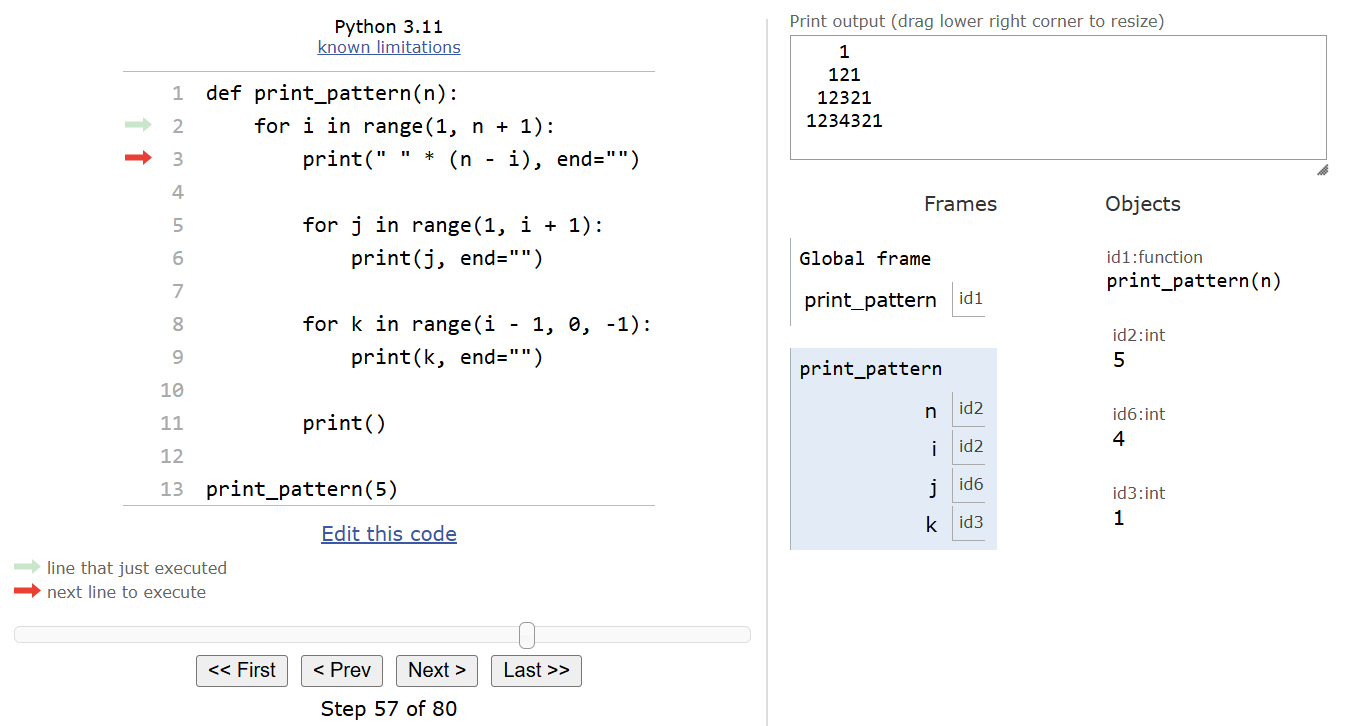 Python 3.11
known limitations
1 def print_pattern(n):
2     for i in range(1, n + 1):
3         print(" " * (n - i), end="")
4
5         for j in range(1, i + 1):
6             print(j, end="")
7
8         for k in range(i - 1, 0, -1):
9             print(k, end="")
10
11         print()
12
13 print_pattern(5)
Edit this code
line that just executed
next line to execute
<< First
< Prev
Next >
Last >>
Step 57 of 80
Print output (drag lower right corner to resize)
    1
   121
  12321
 1234321
Frames
Objects
Global frame
print_pattern id1
print_pattern
n id2
i id2
j id6
k id3
id1:function
print_pattern(n)
id2:int
5
id6:int
4
id3:int
1